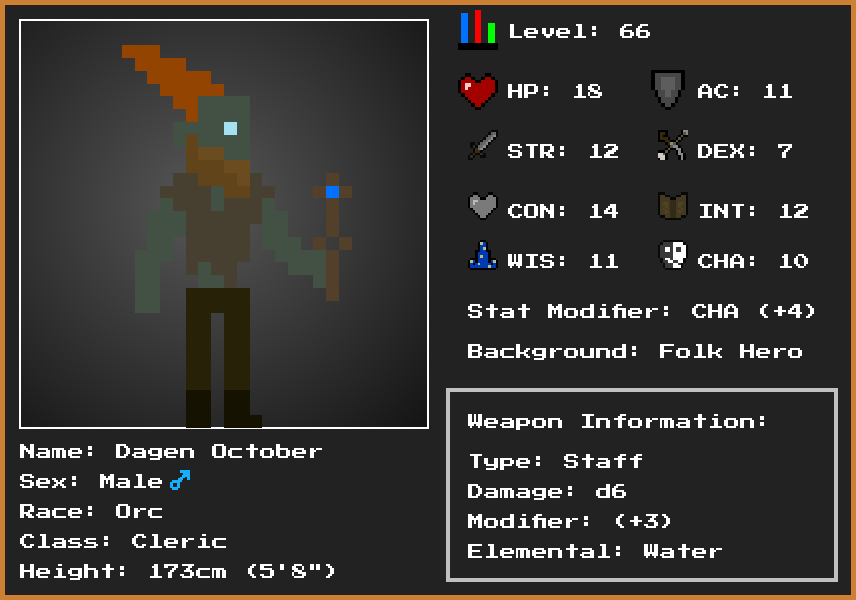 Level: 66
HP: 18
AC: 11
STR: 12
DEX: 7
CON: 14
INT: 12
WIS: 11
CHA: 10
Stat Modifier: CHA (+4)
Background: Folk Hero
Weapon Information:
Type: Staff
Damage: d6
Modifier: (+3)
Elemental: Water
Name: Dagen October
Sex: Male ♂
Race: Orc
Class: Cleric
Height: 173cm (5'8")